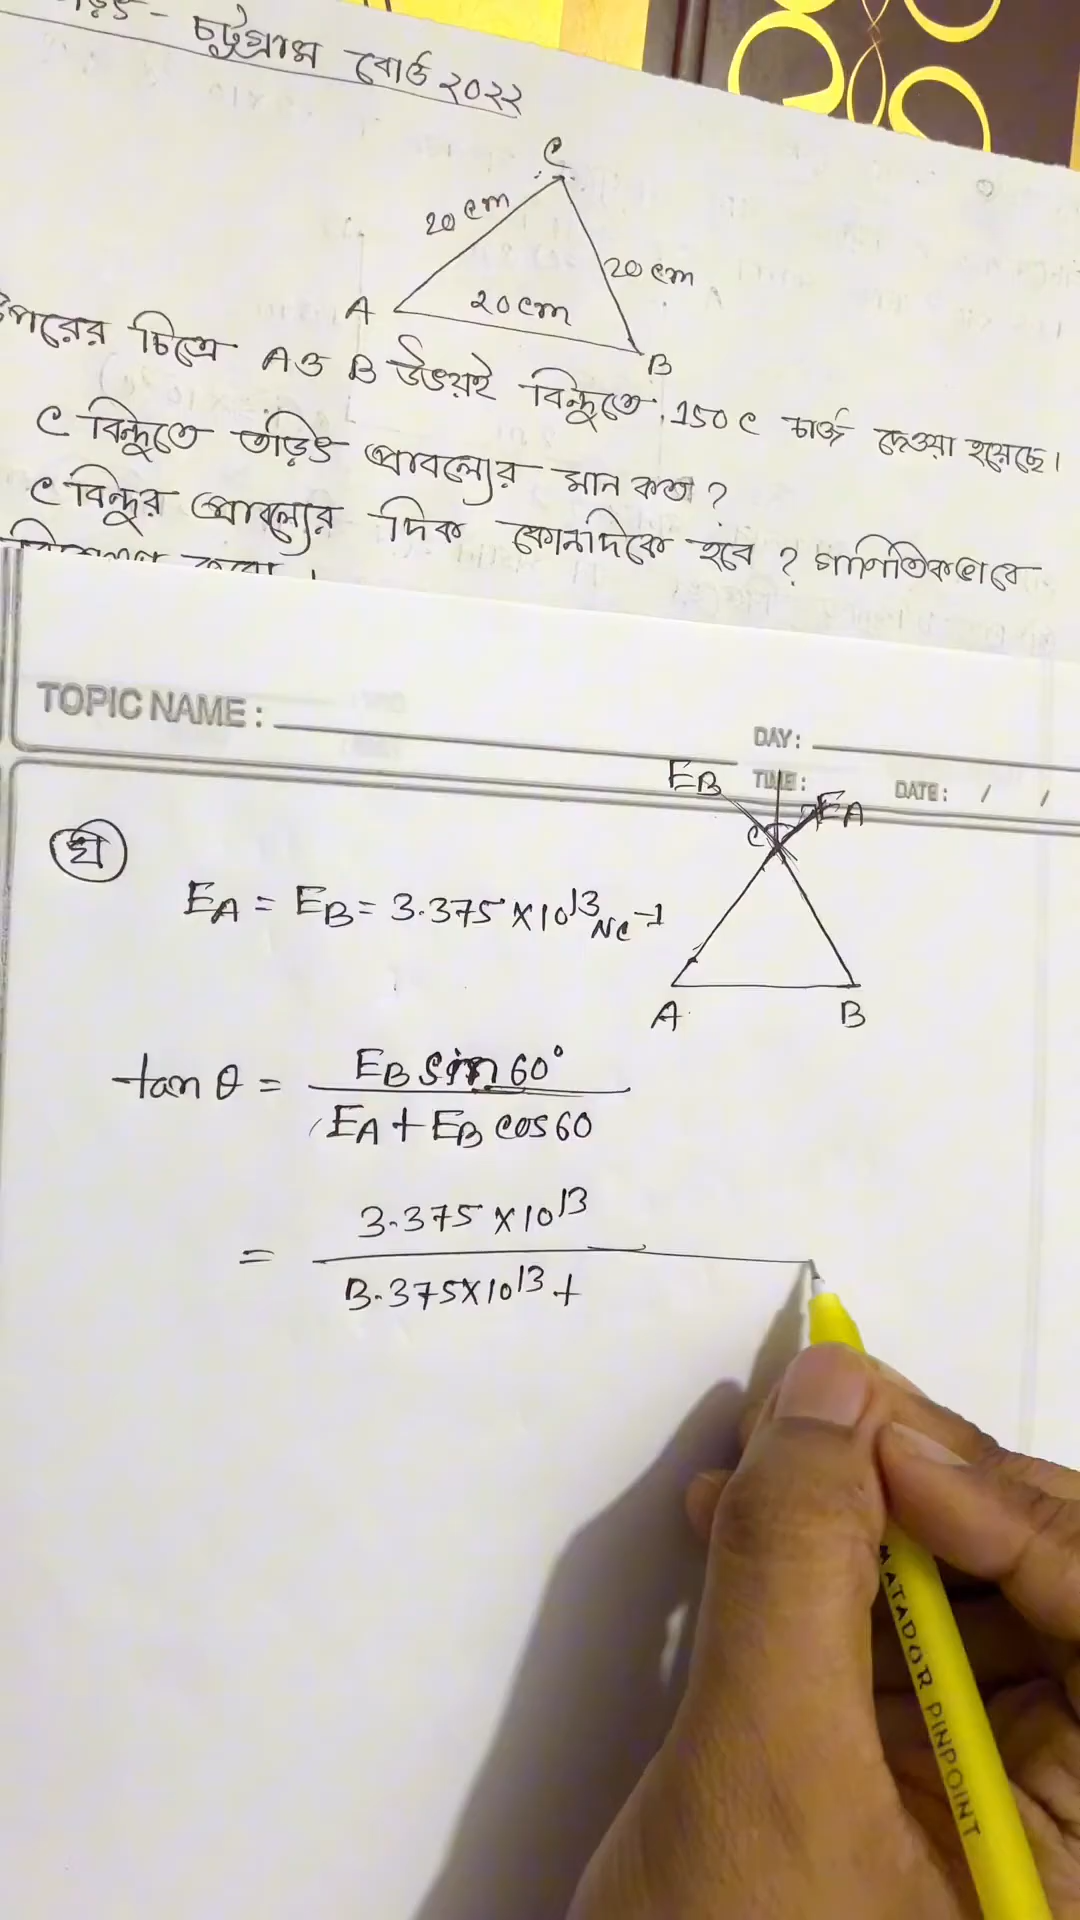 চট্টগ্রাম বোর্ড ২০২২
C
20 cm
20 cm
A
20 cm
B
উপরের চিত্রে A ও B উভয়ই বিন্দুতে 150 C চার্জ দেওয়া হয়েছে।
C বিন্দুতে তড়িৎ প্রাবল্যের মান কত?
C বিন্দুর প্রাবল্যের দিক কোনদিকে হবে? গাণিতিকভাবে
TOPIC NAME :
DAY :
TIME :
DATE : / /
EB
EA
C
A
B
ঘ
EA = EB = 3.375 × 10^13 NC^-1
tan θ = EB sin 60° / EA + EB cos 60
= 3.375 × 10^13 / 3.375 × 10^13 +
MATADOR PINPOINT